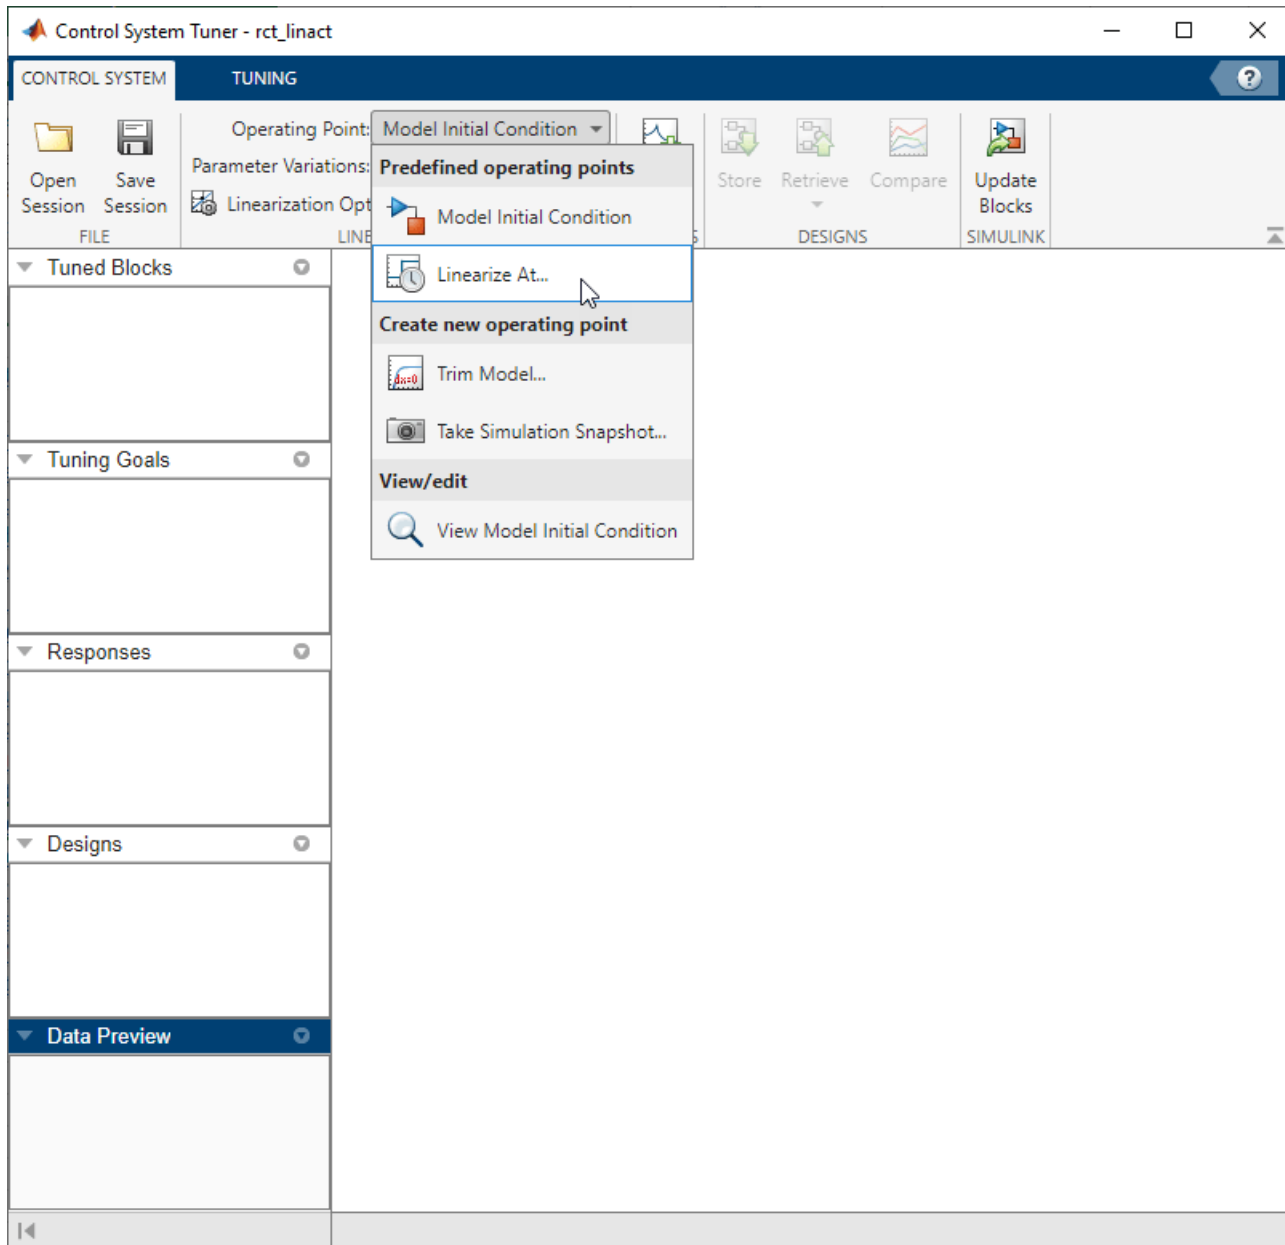 Control System Tuner - rct_linact
CONTROL SYSTEM
TUNING
?
Operating Point:
Model Initial Condition
Parameter Variations:
Linearization Opt
Open
Session
Save
Session
FILE
LINE
S
Store
Retrieve
Compare
DESIGNS
Update
Blocks
SIMULINK
Predefined operating points
Model Initial Condition
Linearize At...
Create new operating point
dx=0
Trim Model...
Take Simulation Snapshot...
View/edit
View Model Initial Condition
Tuned Blocks
Tuning Goals
Responses
Designs
Data Preview